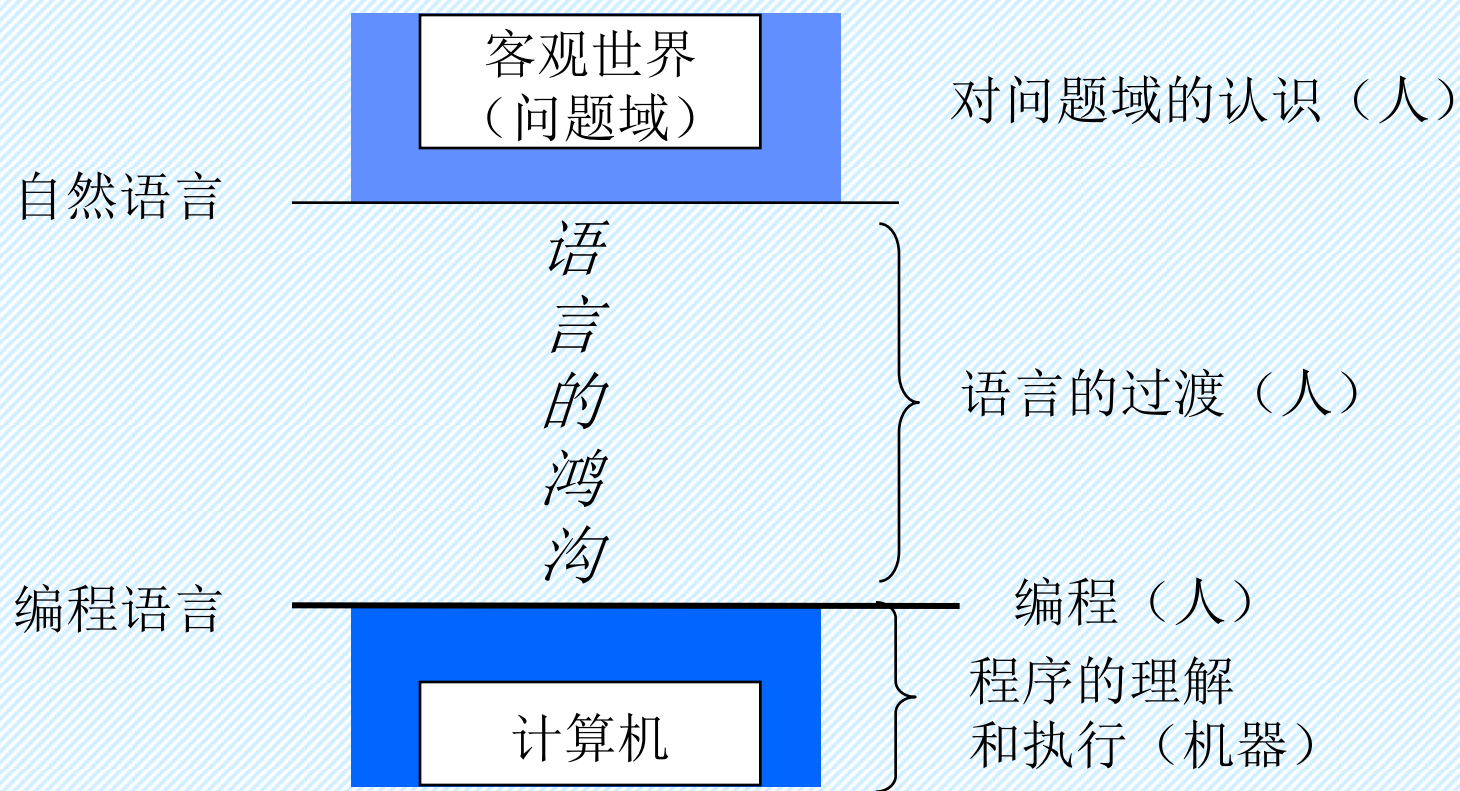 客观世界
（问题域）
对问题域的认识（人）
自然语言
语
言
的
鸿
沟
语言的过渡（人）
编程语言
编程（人）
程序的理解
和执行（机器）
计算机